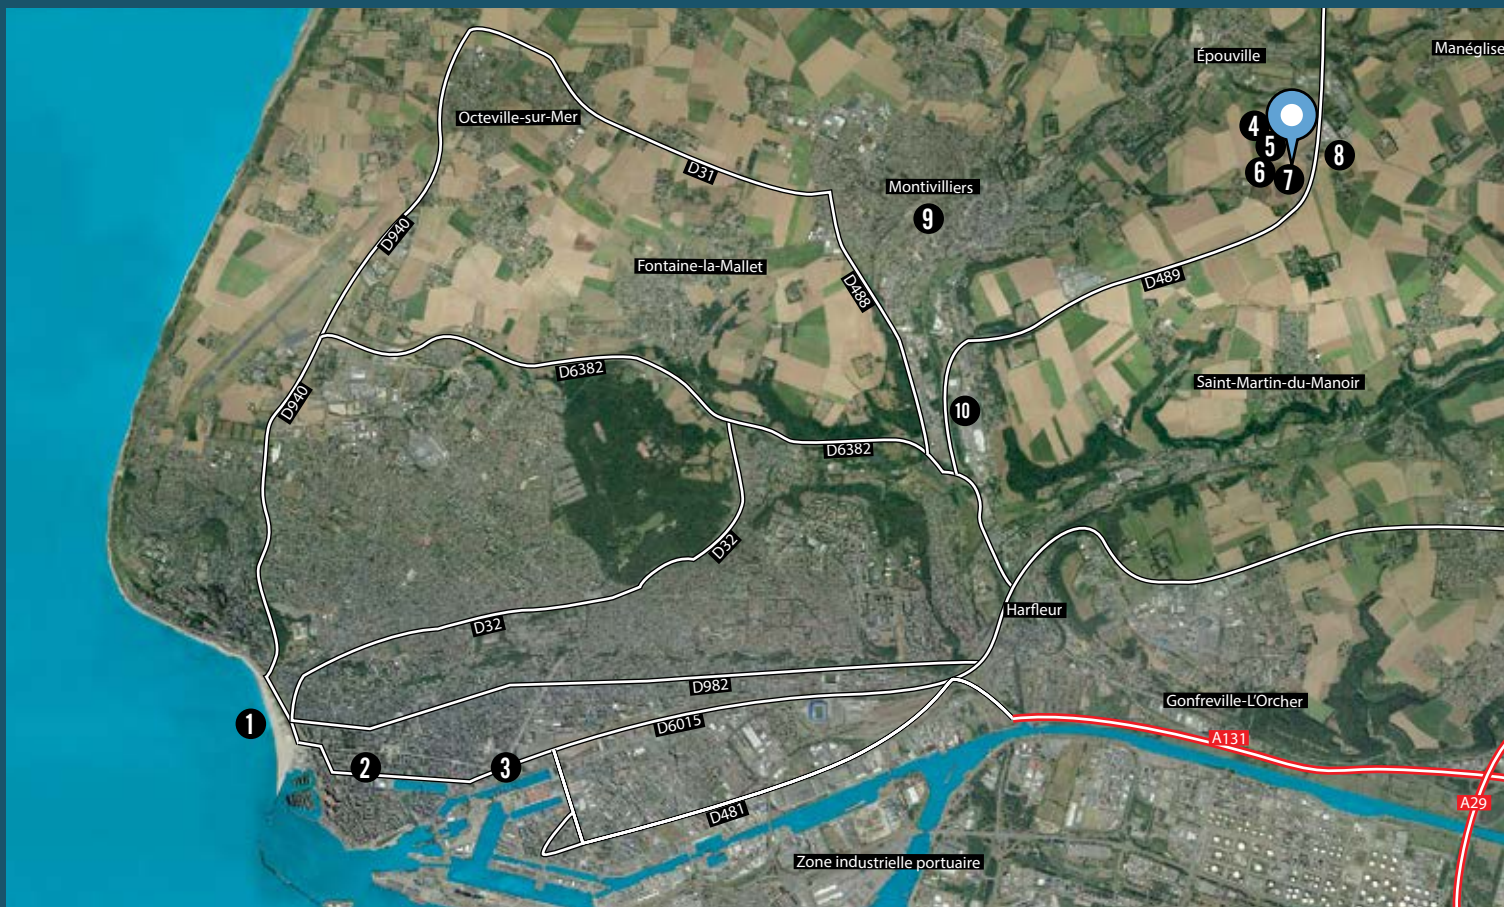 Épouville
Manéglise
Octeville-sur-Mer
4
5
6
7
8
D31
Montivilliers
9
D940
Fontaine-la-Mallet
D488
D489
D6382
Saint-Martin-du-Manoir
D940
10
D6382
D32
Harfleur
D32
D982
Gonfreville-L'Orcher
1
D6015
A131
2
3
A29
D481
Zone industrielle portuaire